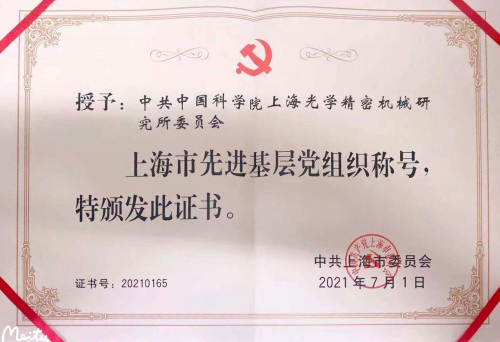 授予：中共中国科学院上海光学精密机械研
究所委员会
上海市先进基层党组织称号，
特颁发此证书。
中共上海市委员会
证书号：20210165
2021年7月1日
Meitu